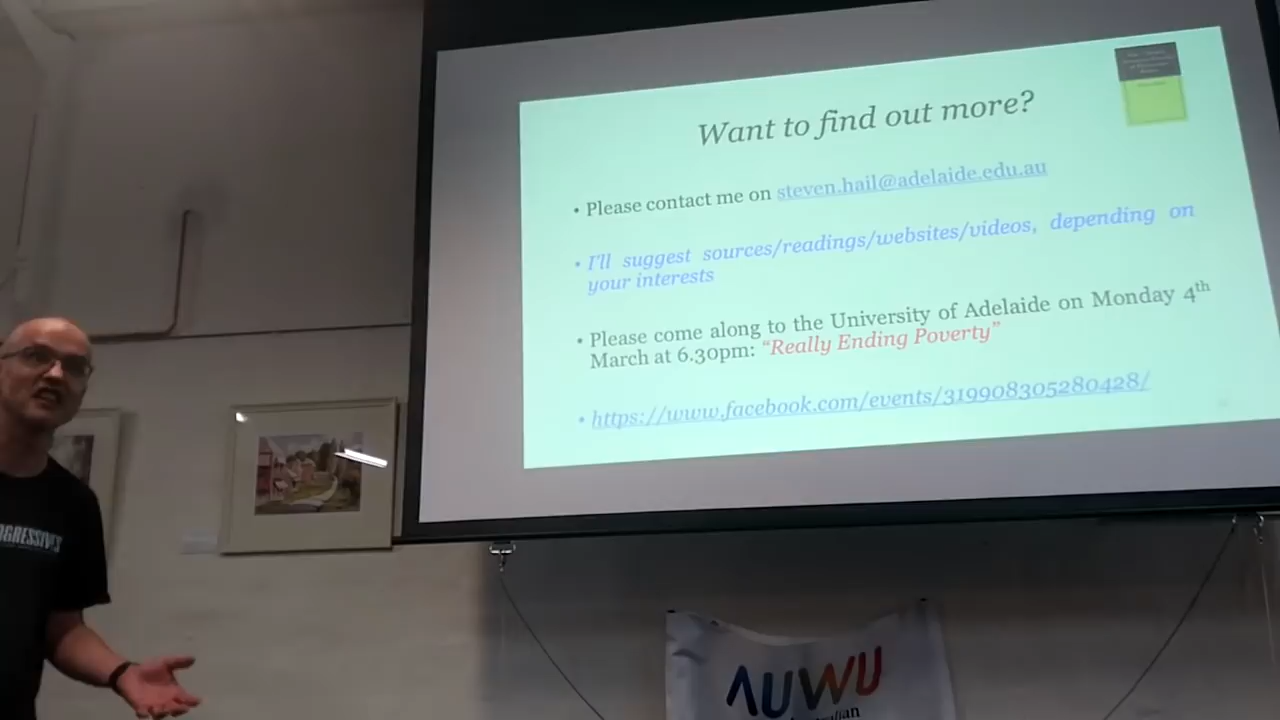 Want to find out more?
• Please contact me on steven.hail@adelaide.edu.au
• I'll suggest sources/readings/websites/videos, depending on
your interests
• Please come along to the University of Adelaide on Monday 4th
March at 6.30pm: “Really Ending Poverty”
• https://www.facebook.com/events/319908305280428/
OGRESSIVES
AUWU